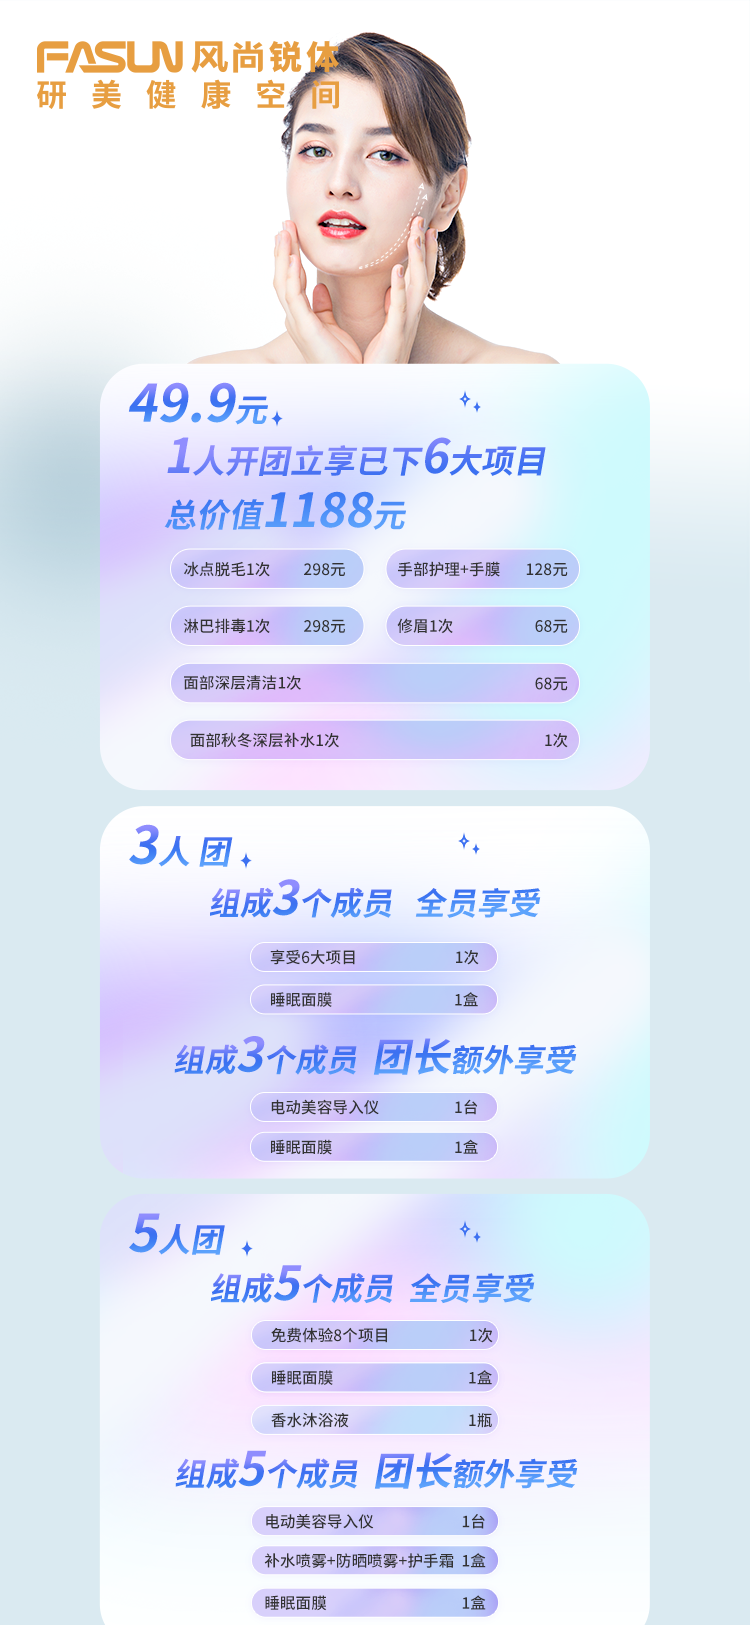 FASUN 风尚锐体
研美健康空间
49.9元
1人开团立享已下6大项目
总价值1188元
冰点脱毛1次 298元
手部护理+手膜 128元
淋巴排毒1次 298元
修眉1次 68元
面部深层清洁1次 68元
面部秋冬深层补水1次 1次
3人 团
组成3个成员 全员享受
享受6大项目 1次
睡眠面膜 1盒
组成3个成员 团长额外享受
电动美容导入仪 1台
睡眠面膜 1盒
5人团
组成5个成员 全员享受
免费体验8个项目 1次
睡眠面膜 1盒
香水沐浴液 1瓶
组成5个成员 团长额外享受
电动美容导入仪 1台
补水喷雾+防晒喷雾+护手霜 1盒
睡眠面膜 1盒